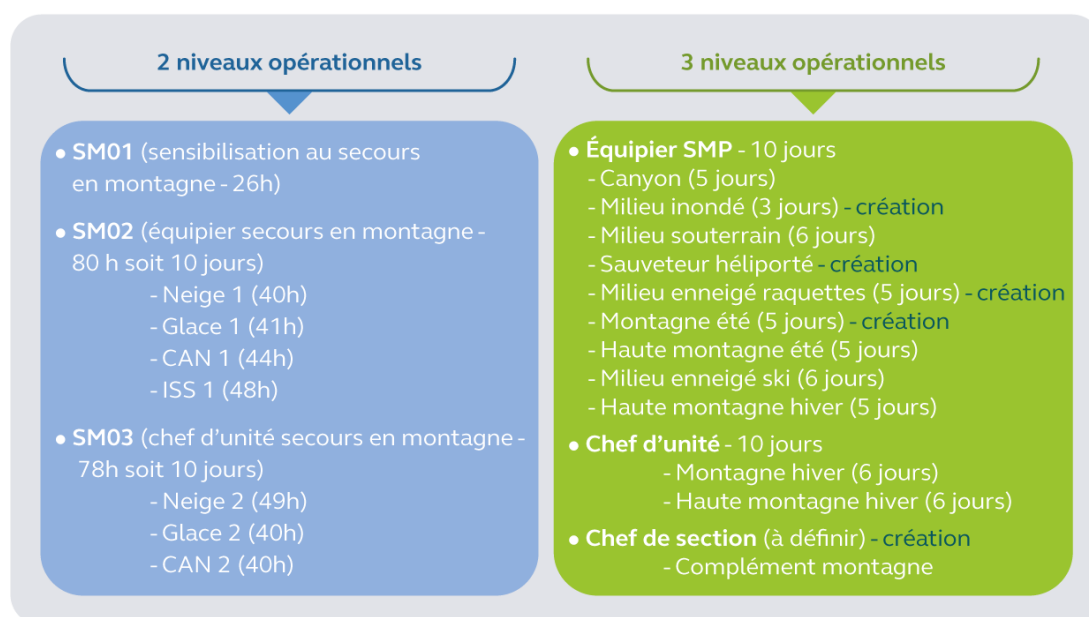 2 niveaux opérationnels
• SM01 (sensibilisation au secours
en montagne - 26h)
• SM02 (équipier secours en montagne -
80 h soit 10 jours)
- Neige 1 (40h)
- Glace 1 (41h)
- CAN 1 (44h)
- ISS 1 (48h)
• SM03 (chef d’unité secours en montagne -
78h soit 10 jours)
- Neige 2 (49h)
- Glace 2 (40h)
- CAN 2 (40h)
3 niveaux opérationnels
• Équipier SMP - 10 jours
- Canyon (5 jours)
- Milieu inondé (3 jours) - création
- Milieu souterrain (6 jours)
- Sauveteur héliporté - création
- Milieu enneigé raquettes (5 jours) - création
- Montagne été (5 jours) - création
- Haute montagne été (5 jours)
- Milieu enneigé ski (6 jours)
- Haute montagne hiver (5 jours)
• Chef d’unité - 10 jours
- Montagne hiver (6 jours)
- Haute montagne hiver (6 jours)
• Chef de section (à définir) - création
- Complément montagne